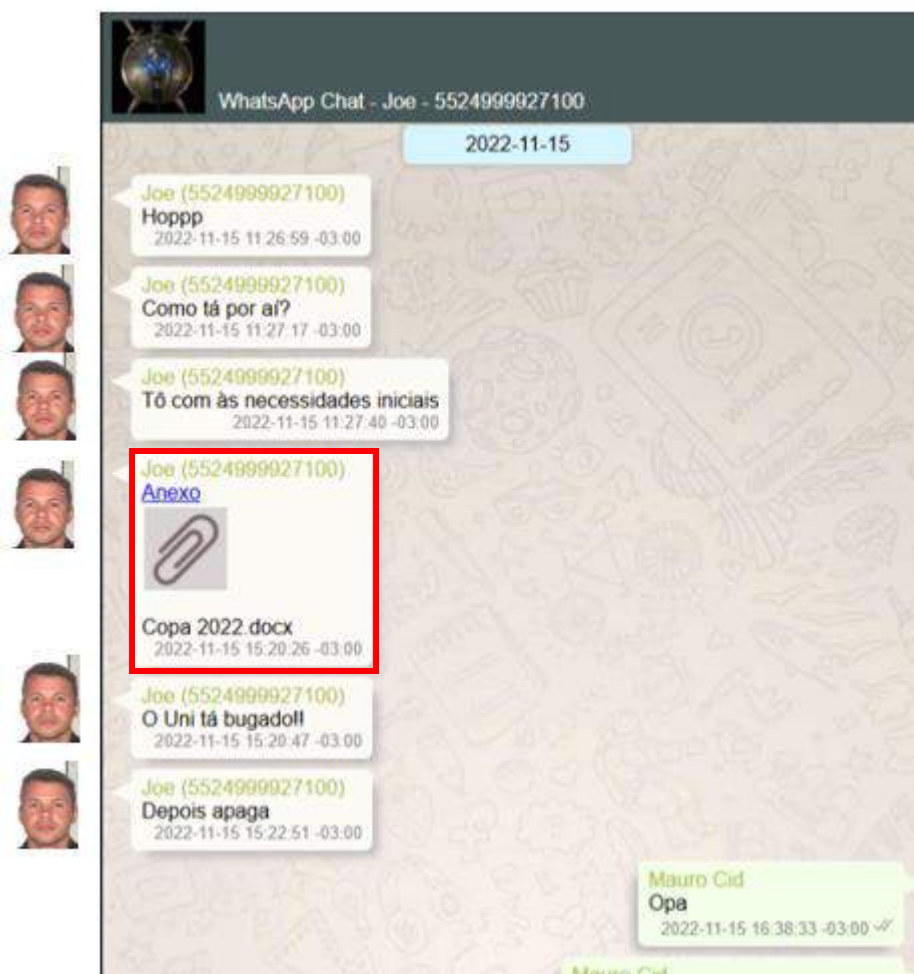 WhatsApp Chat - Joe - 5524999927100
2022-11-15
Joe (5524999927100)
Hoppp
2022-11-15 11:26:59 -03:00
Joe (5524999927100)
Como tá por aí?
2022-11-15 11:27:17 -03:00
Joe (5524999927100)
Tô com às necessidades iniciais
2022-11-15 11:27:40 -03:00
Joe (5524999927100)
Anexo
Copa 2022.docx
2022-11-15 15:20:26 -03:00
Joe (5524999927100)
O Uni tá bugado!!
2022-11-15 15:20:47 -03:00
Joe (5524999927100)
Depois apaga
2022-11-15 15:22:51 -03:00
Mauro Cid
Opa
2022-11-15 16:38:33 -03:00
Mauro Cid